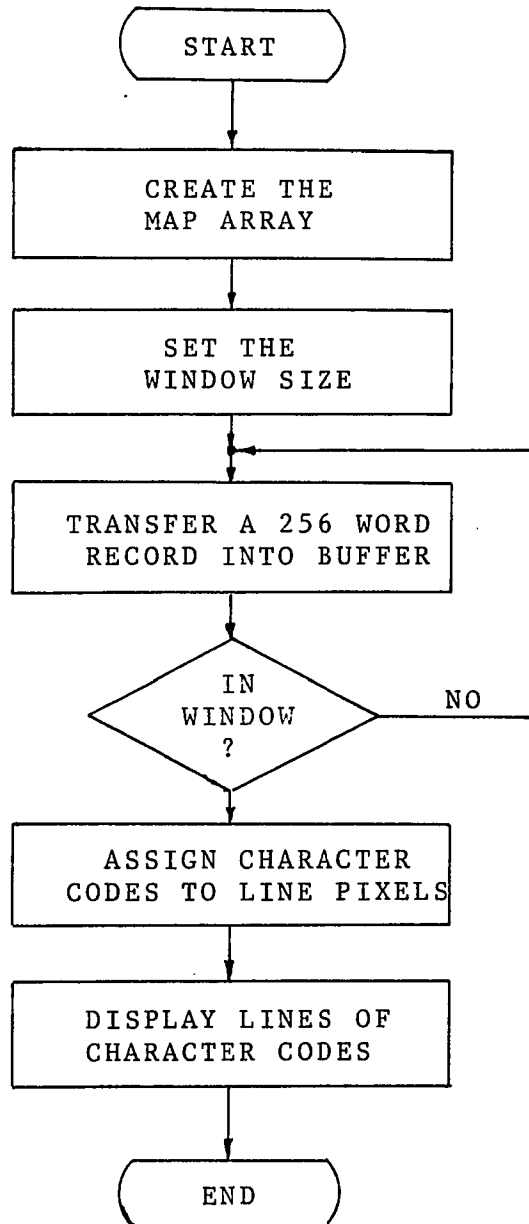 START
CREATE THE
MAP ARRAY
SET THE
WINDOW SIZE
TRANSFER A 256 WORD
RECORD INTO BUFFER
IN
WINDOW
?
NO
ASSIGN CHARACTER
CODES TO LINE PIXELS
DISPLAY LINES OF
CHARACTER CODES
END